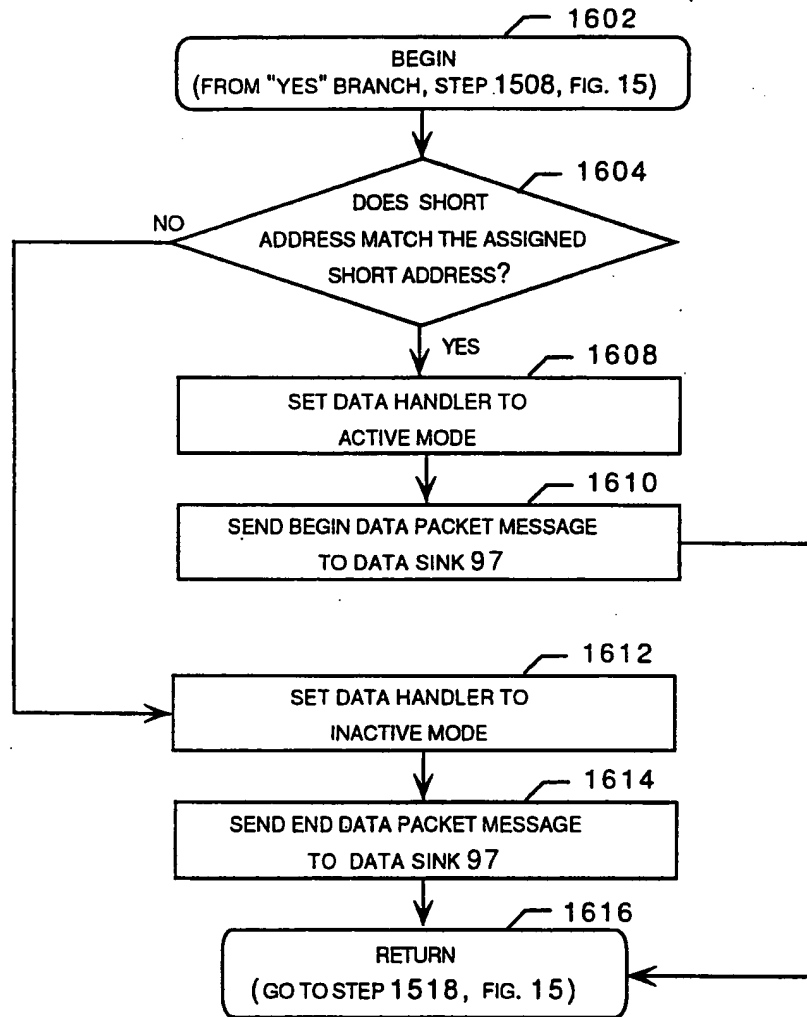 1602
BEGIN
(FROM "YES" BRANCH, STEP 1508, FIG. 15)
1604
DOES SHORT
ADDRESS MATCH THE ASSIGNED
SHORT ADDRESS?
NO
YES
1608
SET DATA HANDLER TO
ACTIVE MODE
1610
SEND BEGIN DATA PACKET MESSAGE
TO DATA SINK 97
1612
SET DATA HANDLER TO
INACTIVE MODE
1614
SEND END DATA PACKET MESSAGE
TO DATA SINK 97
1616
RETURN
(GO TO STEP 1518, FIG. 15)